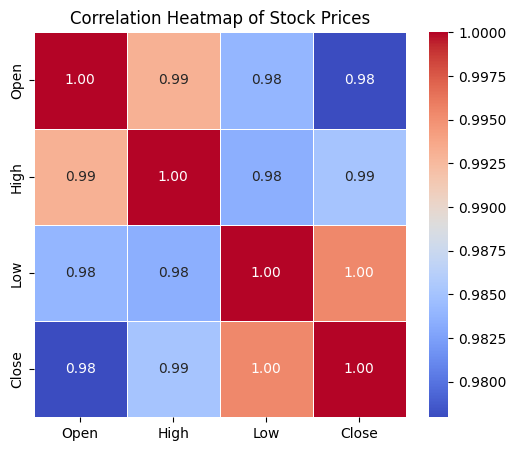 Correlation Heatmap of Stock Prices
Open
High
Low
Close
1.00 0.99 0.98 0.98
0.99 1.00 0.98 0.99
0.98 0.98 1.00 1.00
0.98 0.99 1.00 1.00
Open High Low Close
1.0000
0.9975
0.9950
0.9925
0.9900
0.9875
0.9850
0.9825
0.9800